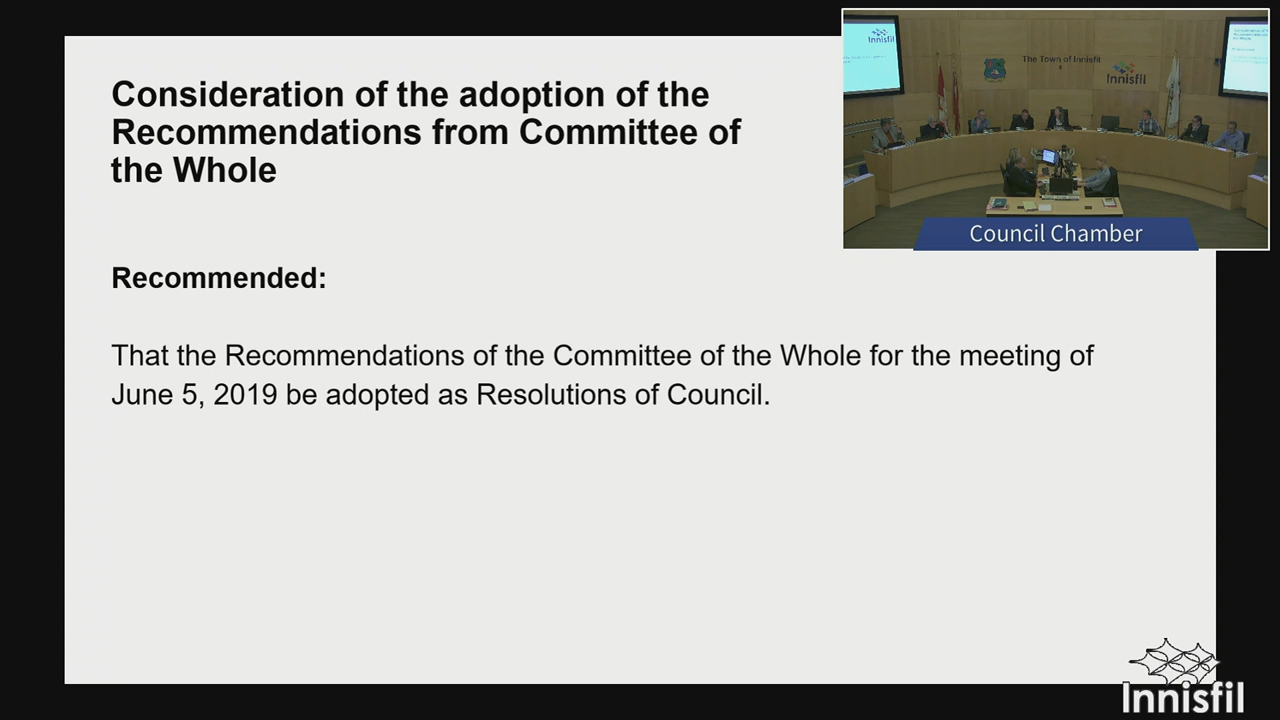 Consideration of the adoption of the
Recommendations from Committee of
the Whole
Recommended:
That the Recommendations of the Committee of the Whole for the meeting of
June 5, 2019 be adopted as Resolutions of Council.
Innisfil
The Town of Innisfil
Innisfil
Council Chamber
Innisfil